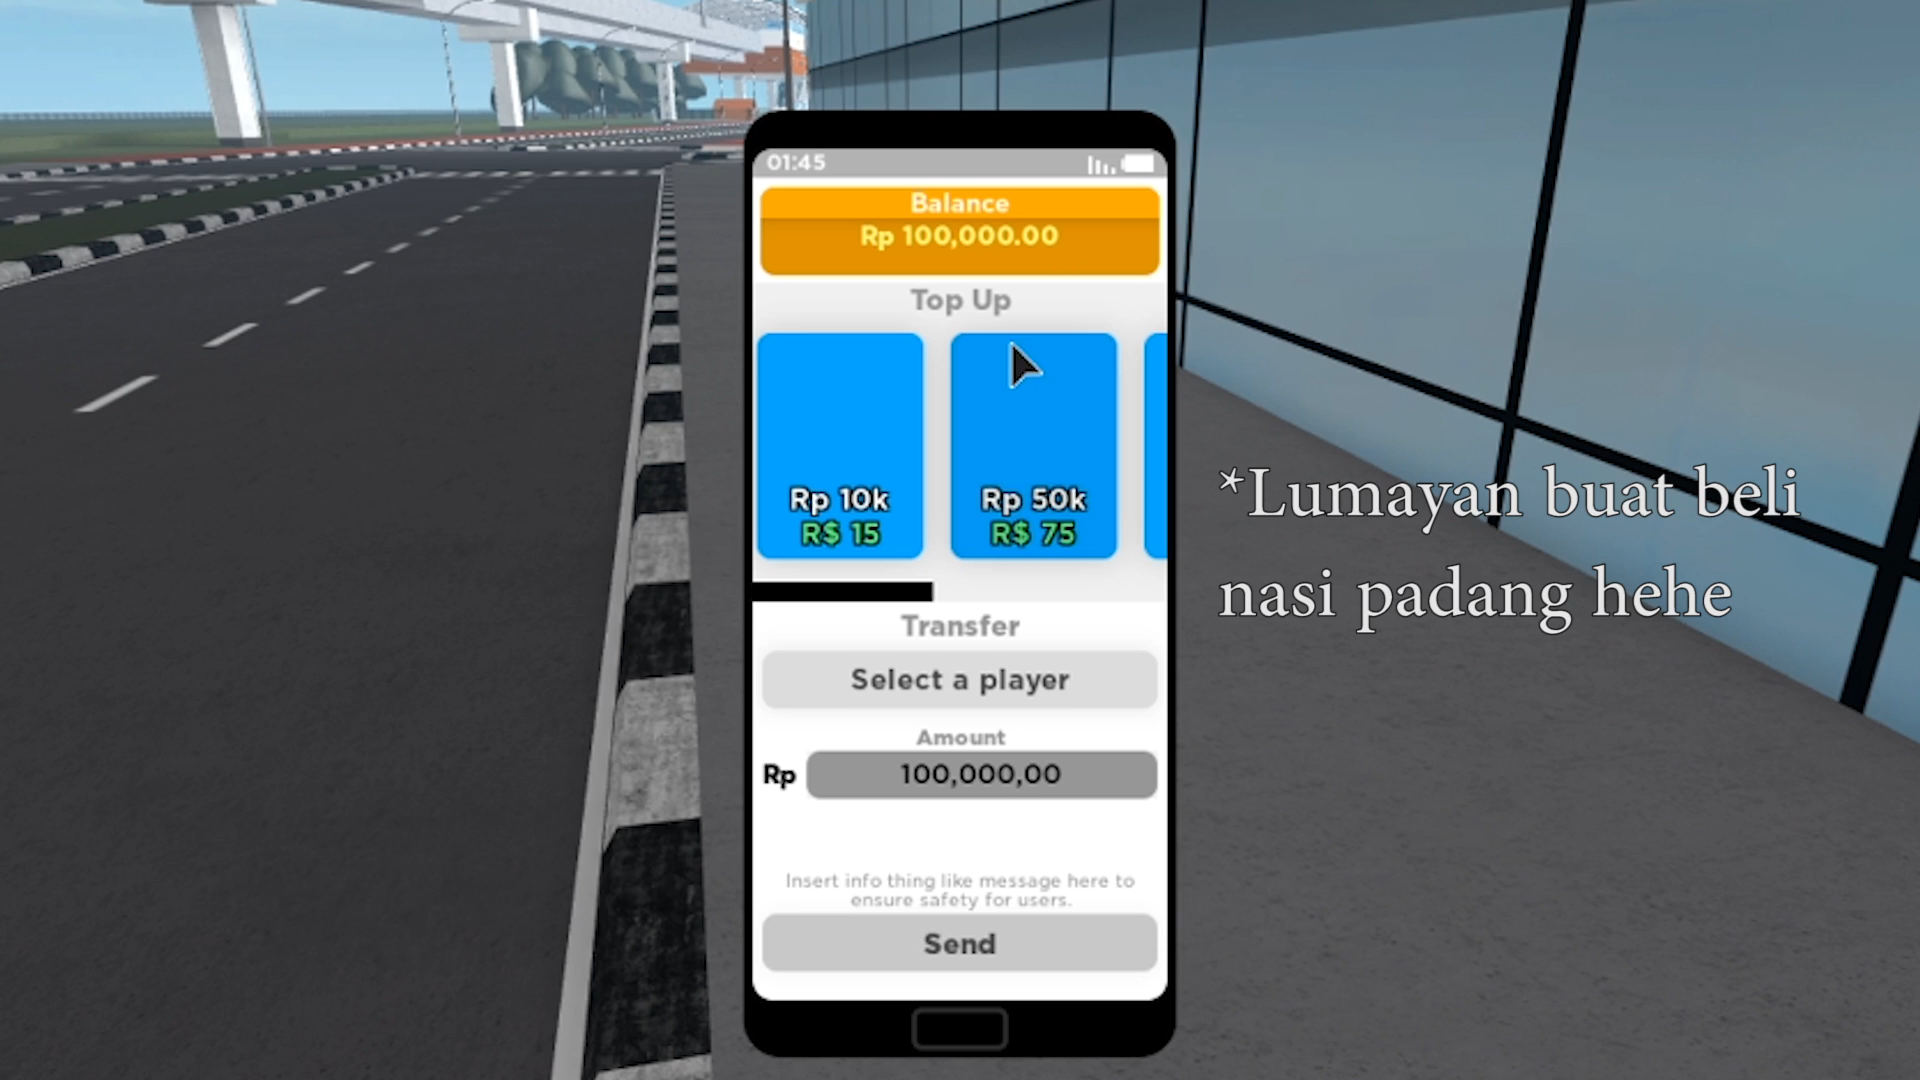 01:45
Balance
Rp 100,000.00
Top Up
Rp 10k
R$ 15
Rp 50k
R$ 75
Transfer
Select a player
Amount
Rp 100,000,00
Insert info thing like message here to
ensure safety for users.
Send
*Lumayan buat beli
nasi padang hehe